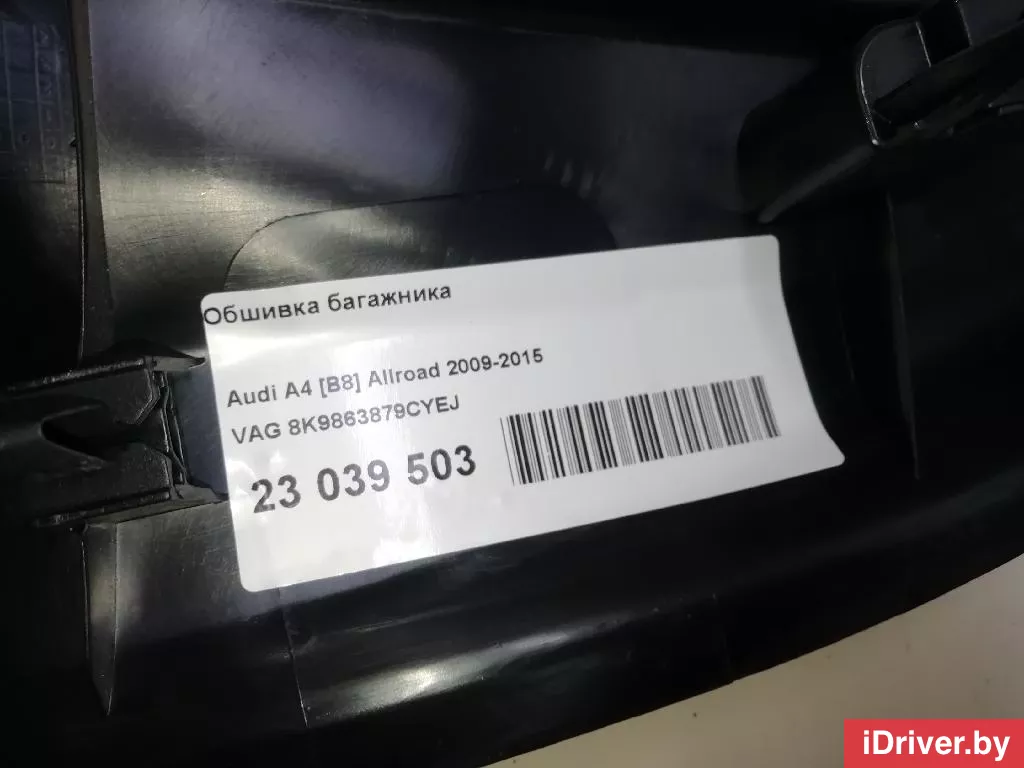 Обшивка багажника
Audi A4 [B8] Allroad 2009-2015
VAG 8K9863879CYEJ
23 039 503
iDriver.by